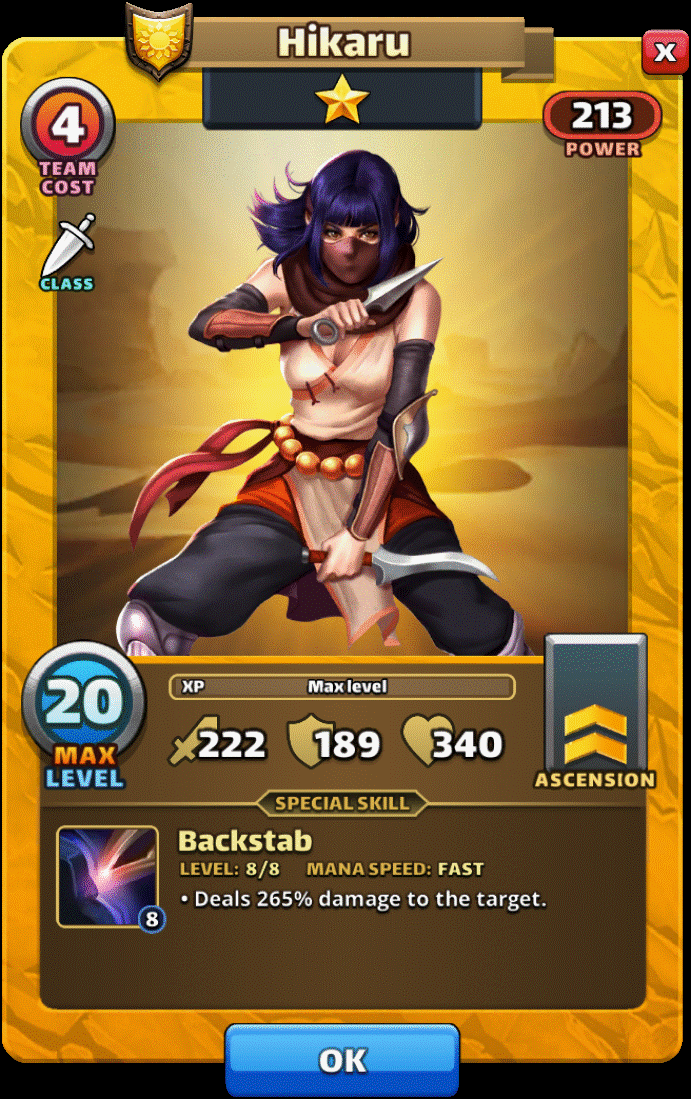 Hikaru
X
4
TEAM
COST
213
POWER
CLASS
20
MAX
LEVEL
XP Max level
222 189 340
ASCENSION
SPECIAL SKILL
Backstab
LEVEL: 8/8 MANA SPEED: FAST
• Deals 265% damage to the target.
8
OK